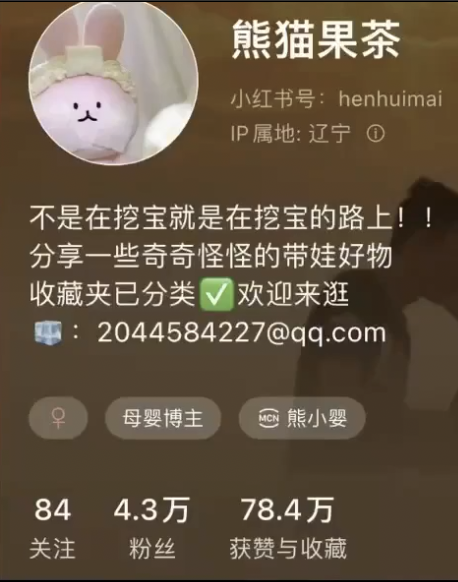 熊猫果茶
小红书号：henhuimai
IP属地: 辽宁
不是在挖宝就是在挖宝的路上！！
分享一些奇奇怪怪的带娃好物
收藏夹已分类✅欢迎来逛
🧊：2044584227@qq.com
♀ 母婴博主 MCN 熊小婴
84 4.3万 78.4万
关注 粉丝 获赞与收藏